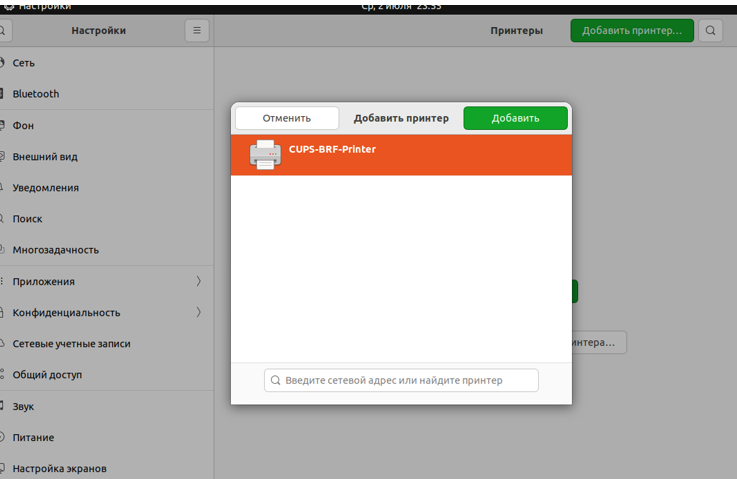 Настройки
Ср, 2 июля 23:55
Настройки
Принтеры
Добавить принтер...
Сеть
Bluetooth
Фон
Внешний вид
Уведомления
Поиск
Многозадачность
Приложения
Конфиденциальность
Сетевые учетные записи
Общий доступ
Звук
Питание
Настройка экранов
Отменить
Добавить принтер
Добавить
CUPS-BRF-Printer
Введите сетевой адрес или найдите принтер
интера...